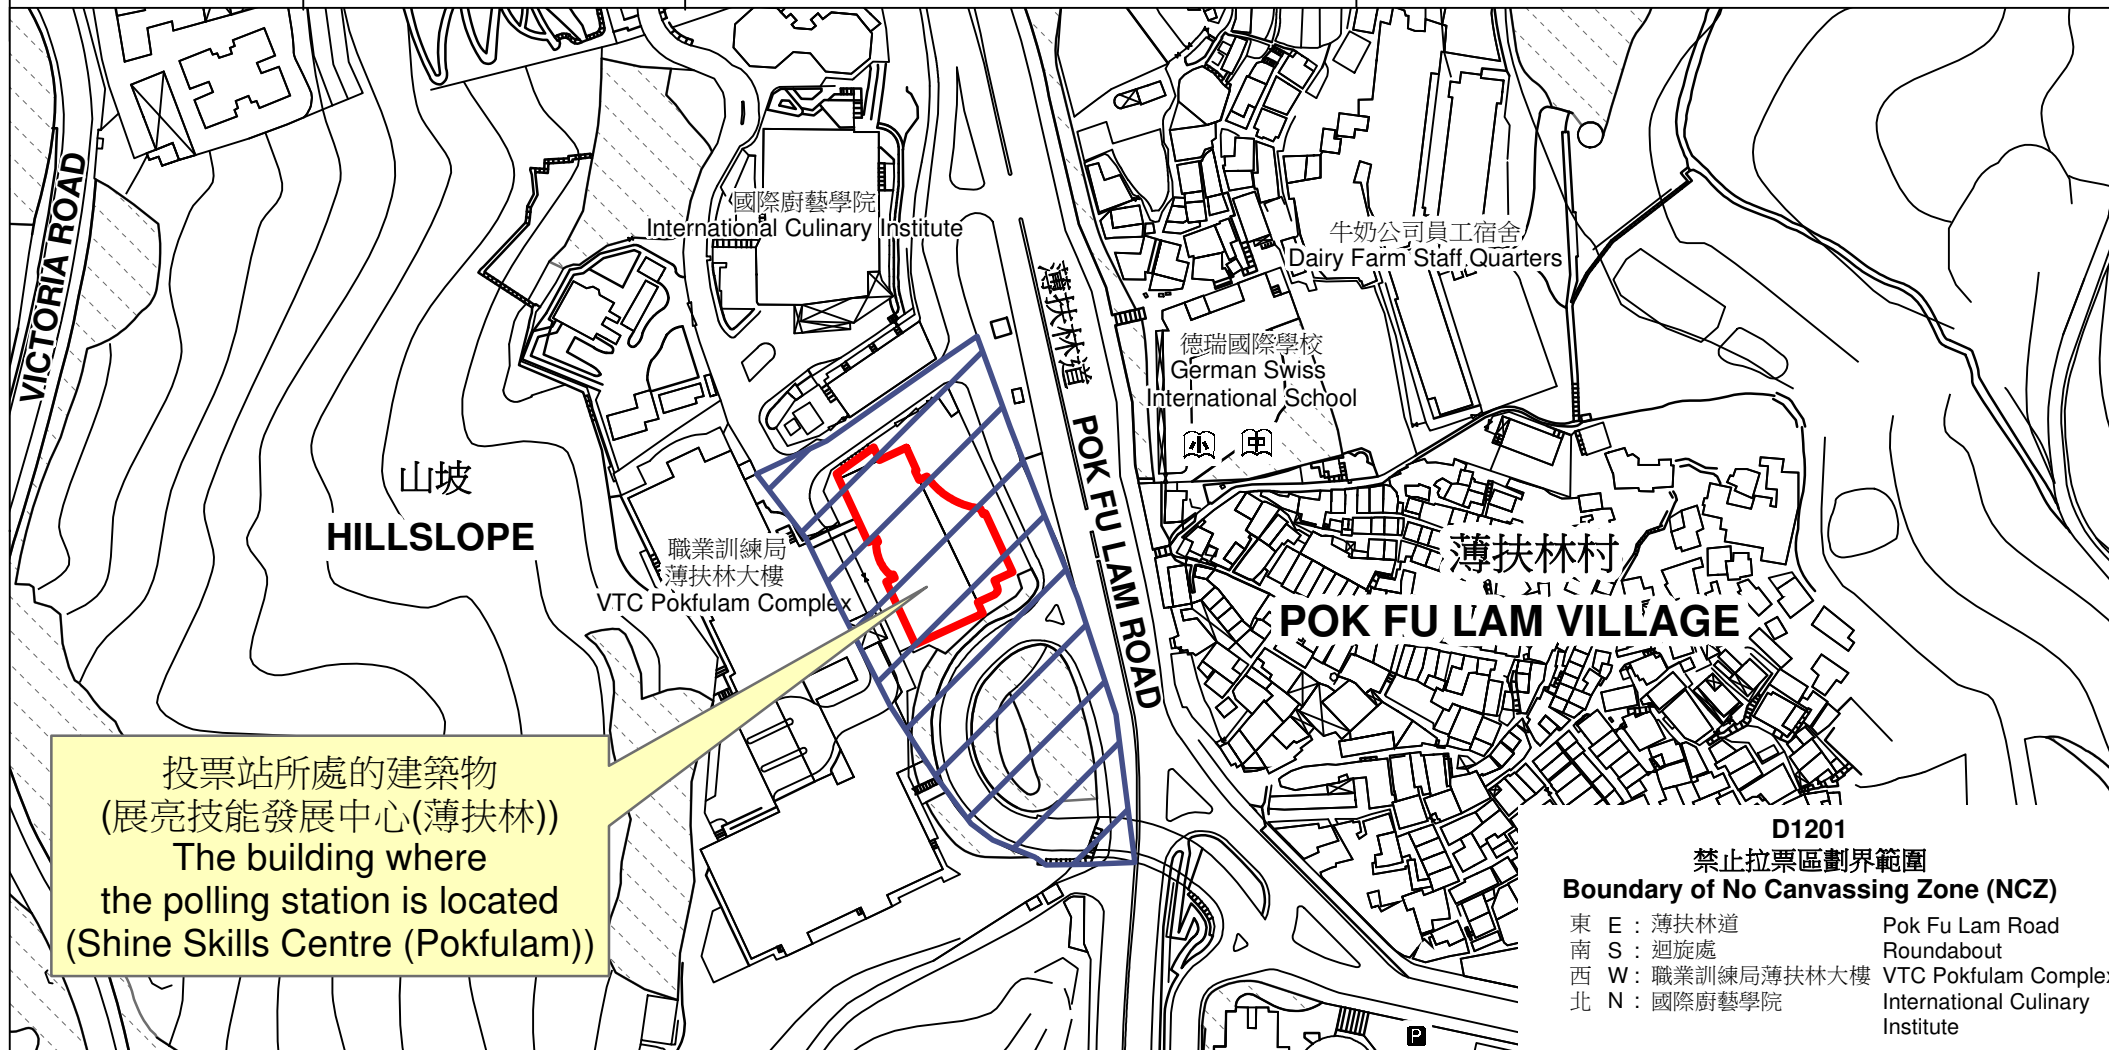 VICTORIA ROAD
國際廚藝學院
International Culinary Institute
牛奶公司員工宿舍
Dairy Farm Staff Quarters
薄扶林道 POK FU LAM ROAD
德瑞國際學校
German Swiss
International School
小 中
山坡
HILLSLOPE
職業訓練局
薄扶林大樓
VTC Pokfulam Complex
薄扶林村
POK FU LAM VILLAGE
投票站所處的建築物
(展亮技能發展中心(薄扶林))
The building where
the polling station is located
(Shine Skills Centre (Pokfulam))
D1201
禁止拉票區劃界範圍
Boundary of No Canvassing Zone (NCZ)
東 E : 薄扶林道 Pok Fu Lam Road
南 S : 迴旋處 Roundabout
西 W : 職業訓練局薄扶林大樓 VTC Pokfulam Complex
北 N : 國際廚藝學院 International Culinary
Institute
P